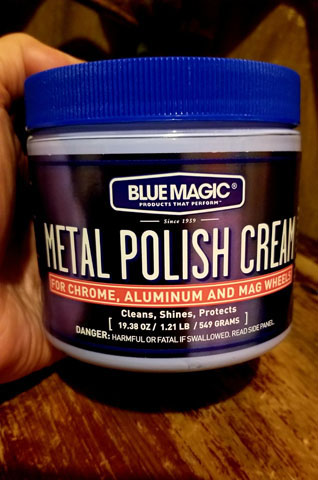 BLUE MAGIC®
PRODUCTS THAT PERFORM™
Since 1959
METAL POLISH CREAM
FOR CHROME, ALUMINUM AND MAG WHEELS
Cleans, Shines, Protects
[ 19.38 OZ / 1.21 LB / 549 GRAMS ]
DANGER: HARMFUL OR FATAL IF SWALLOWED. READ SIDE PANEL.